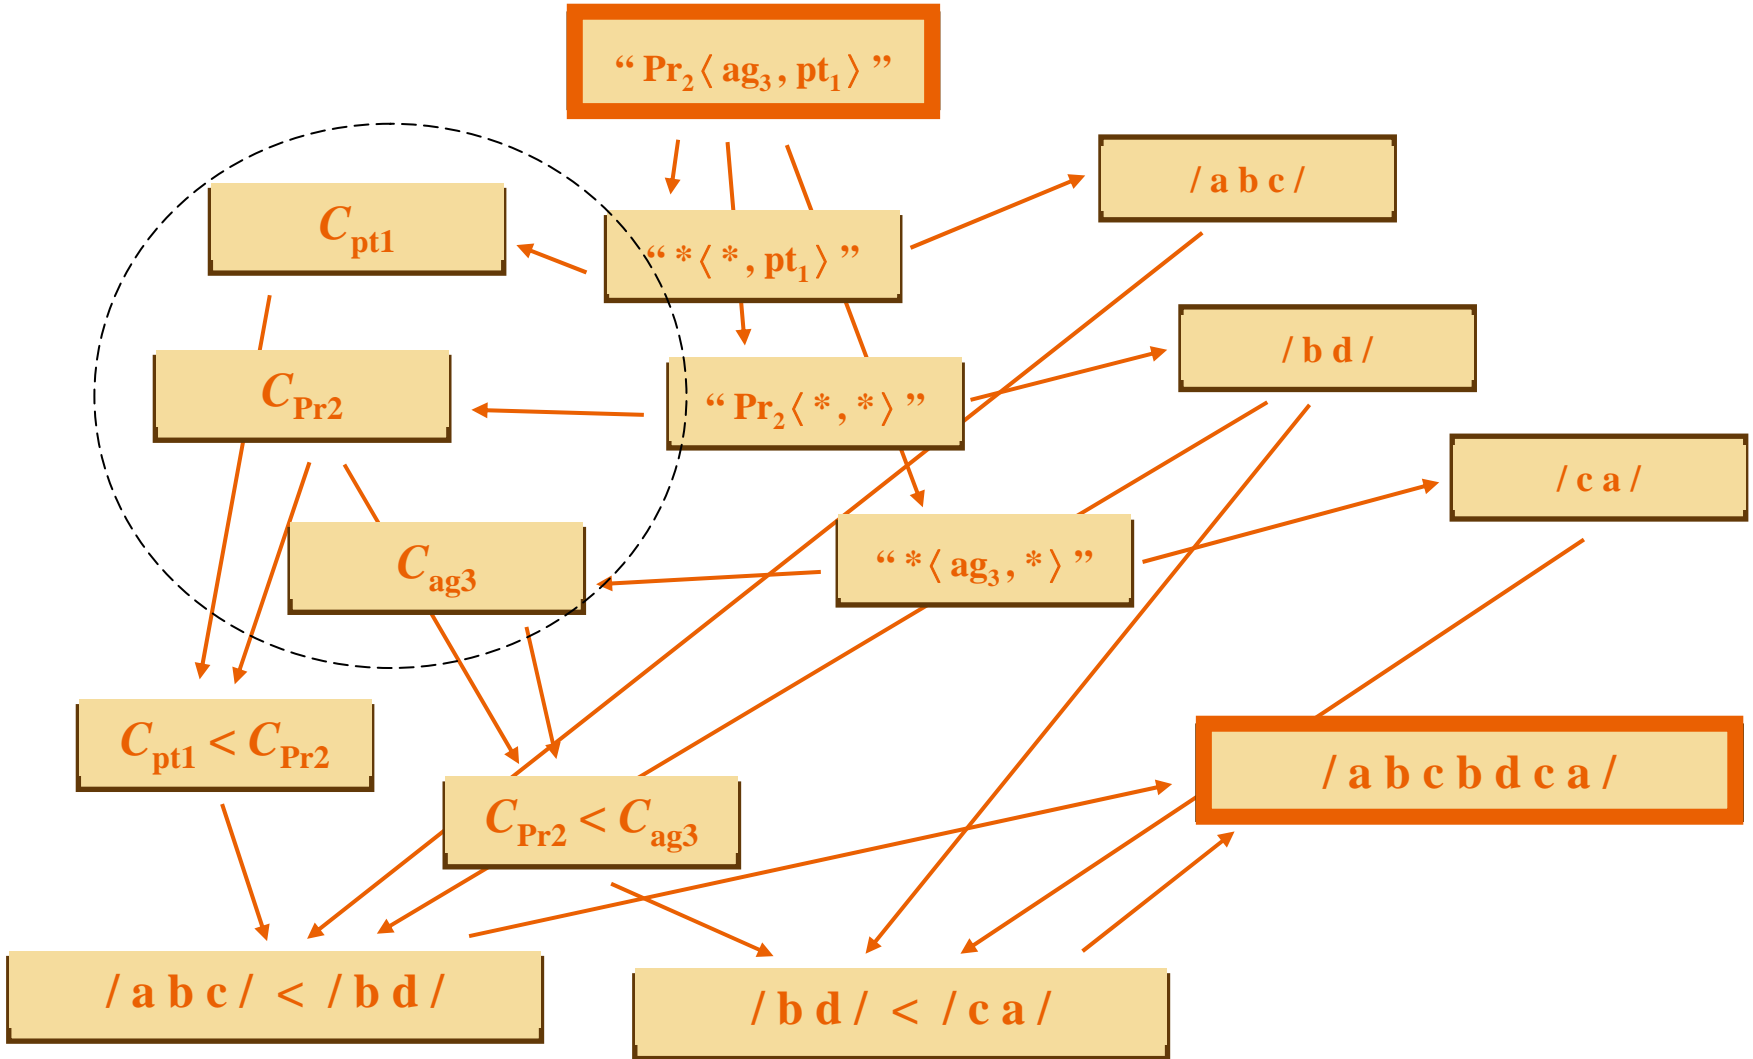 “ Pr₂⟨ ag₃, pt₁⟩ ”
/ a b c /
C_pt1
“ *⟨ *, pt₁⟩ ”
/ b d /
C_Pr2
“ Pr₂⟨ *, *⟩ ”
/ c a /
C_ag3
“ *⟨ ag₃, *⟩ ”
C_pt1 < C_Pr2
/ a b c b d c a /
C_Pr2 < C_ag3
/ a b c / < / b d /
/ b d / < / c a /